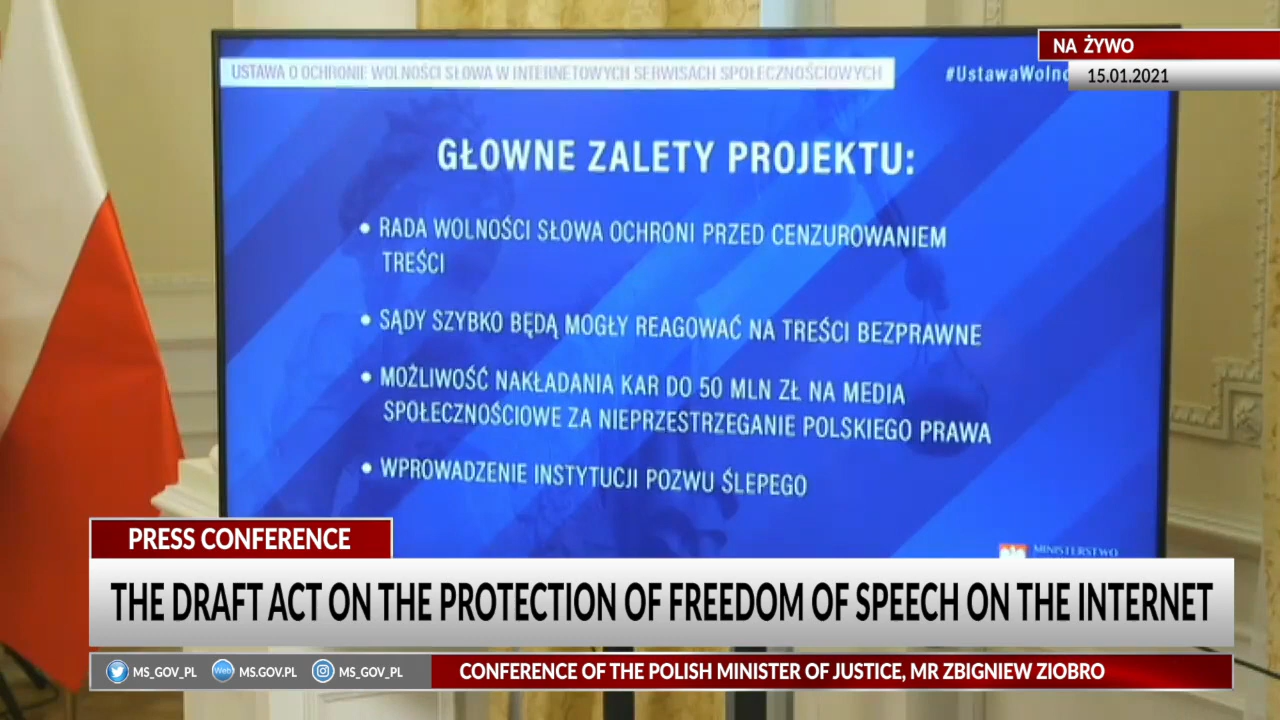 NA ŻYWO
15.01.2021
USTAWA O OCHRONIE WOLNOŚCI SŁOWA W INTERNETOWYCH SERWISACH SPOŁECZNOŚCIOWYCH
GŁOWNE ZALETY PROJEKTU:
• RADA WOLNOŚCI SŁOWA OCHRONI PRZED CENZUROWANIEM
TREŚCI
• SĄDY SZYBKO BĘDĄ MOGŁY REAGOWAĆ NA TREŚCI BEZPRAWNE
• MOŻLIWOŚĆ NAKŁADANIA KAR DO 50 MLN ZŁ NA MEDIA
SPOŁECZNOŚCIOWE ZA NIEPRZESTRZEGANIE POLSKIEGO PRAWA
• WPROWADZENIE INSTYTUCJI POZWU ŚLEPEGO
MINISTERSTWO
PRESS CONFERENCE
THE DRAFT ACT ON THE PROTECTION OF FREEDOM OF SPEECH ON THE INTERNET
MS_GOV_PL Web MS.GOV.PL MS_GOV_PL
CONFERENCE OF THE POLISH MINISTER OF JUSTICE, MR ZBIGNIEW ZIOBRO